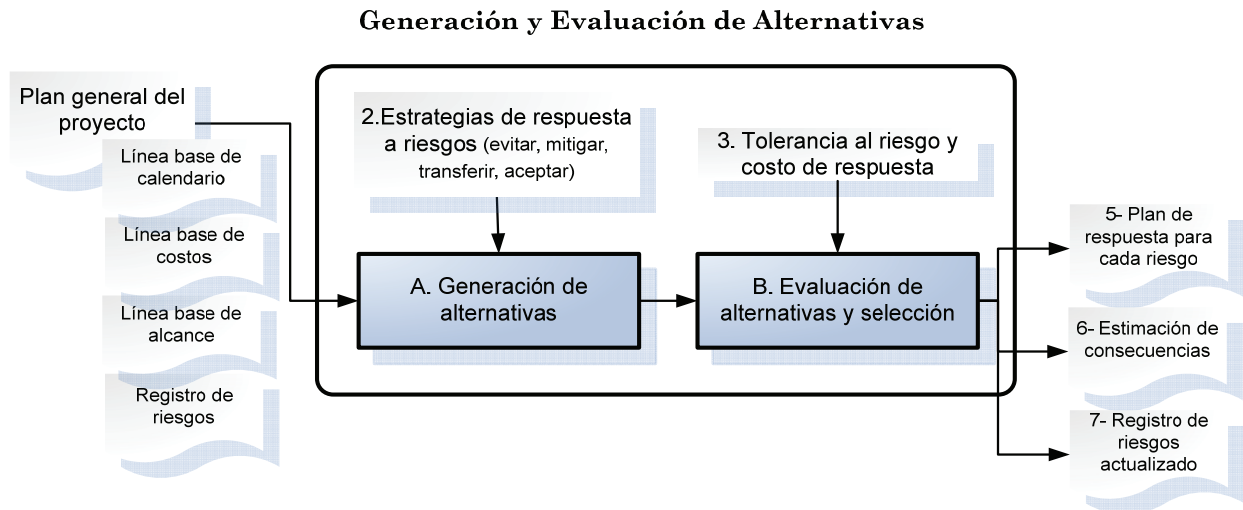 Generación y Evaluación de Alternativas
Plan general del
proyecto
Línea base de
calendario
Línea base de
costos
Línea base de
alcance
Registro de
riesgos
2.Estrategias de respuesta
a riesgos (evitar, mitigar,
transferir, aceptar)
3. Tolerancia al riesgo y
costo de respuesta
A. Generación de
alternativas
B. Evaluación de
alternativas y selección
5- Plan de
respuesta para
cada riesgo
6- Estimación de
consecuencias
7- Registro de
riesgos
actualizado